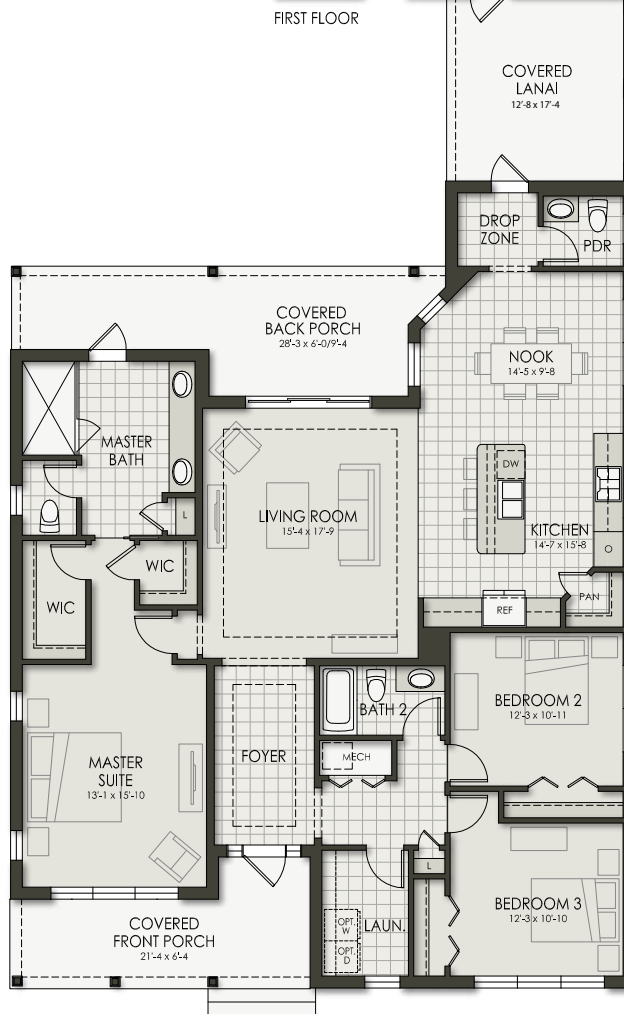 FIRST FLOOR
COVERED
LANAI
12'-8 x 17'-4
DROP
ZONE
PDR
COVERED
BACK PORCH
28'-3 x 6'-0/9'-4
NOOK
14'-5 x 9'-8
MASTER
BATH
DW
L
LIVING ROOM
15'-4 x 17'-9
KITCHEN
14'-7 x 15'-8
WIC
WIC
REF
PAN
BEDROOM 2
12'-3 x 10'-11
BATH 2
FOYER
MECH
MASTER
SUITE
13'-1 x 15'-10
L
BEDROOM 3
12'-3 x 10'-10
OPT.
W
LAUN.
OPT.
D
COVERED
FRONT PORCH
21'-4 x 6'-4